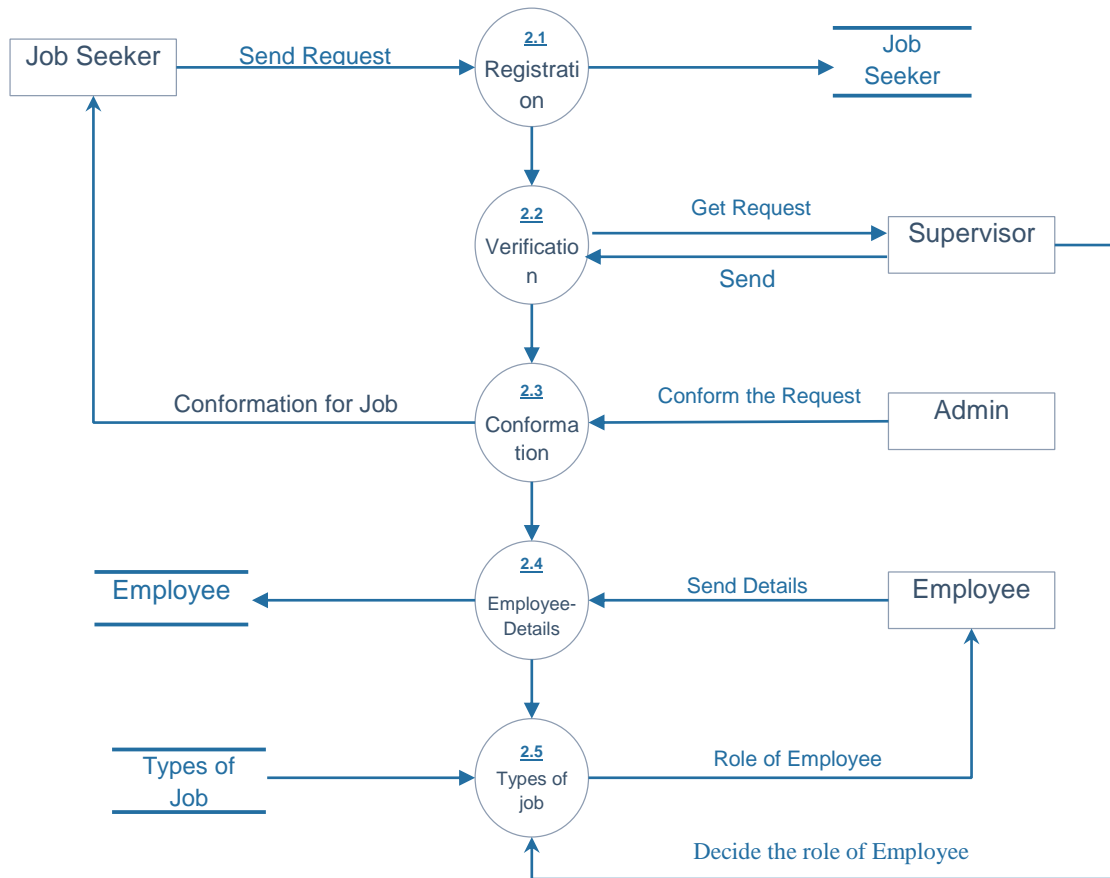 Job Seeker
Send Request
2.1
Registrati
on
Job
Seeker
2.2
Verificatio
n
Get Request
Send
Supervisor
Conformation for Job
2.3
Conforma
tion
Conform the Request
Admin
Employee
2.4
Employee-
Details
Send Details
Employee
Types of
Job
2.5
Types of
job
Role of Employee
Decide the role of Employee